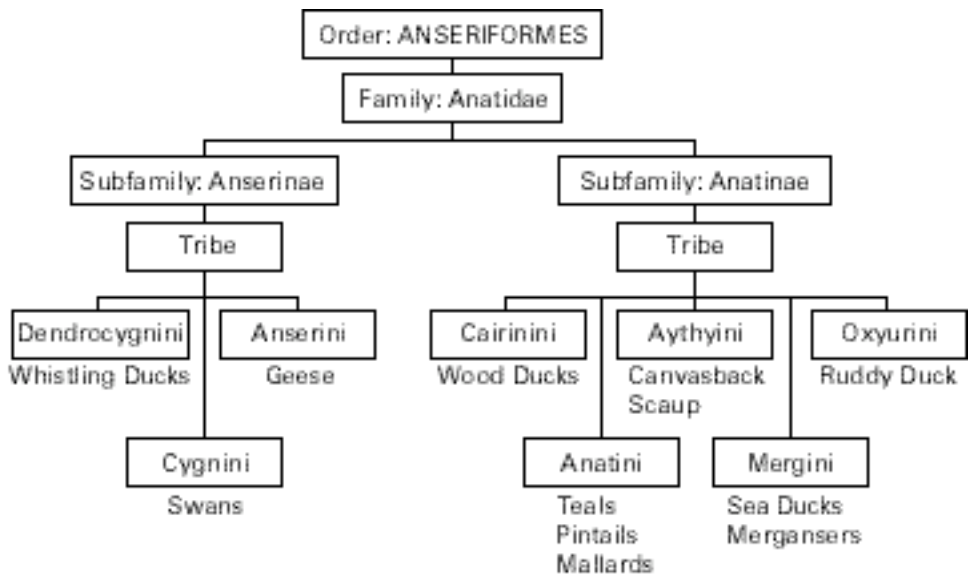 Order: ANSERIFORMES
Family: Anatidae
Subfamily: Anserinae
Subfamily: Anatinae
Tribe
Tribe
Dendrocygnini
Whistling Ducks
Anserini
Geese
Cairinini
Wood Ducks
Aythyini
Canvasback
Scaup
Oxyurini
Ruddy Duck
Cygnini
Swans
Anatini
Teals
Pintails
Mallards
Mergini
Sea Ducks
Mergansers